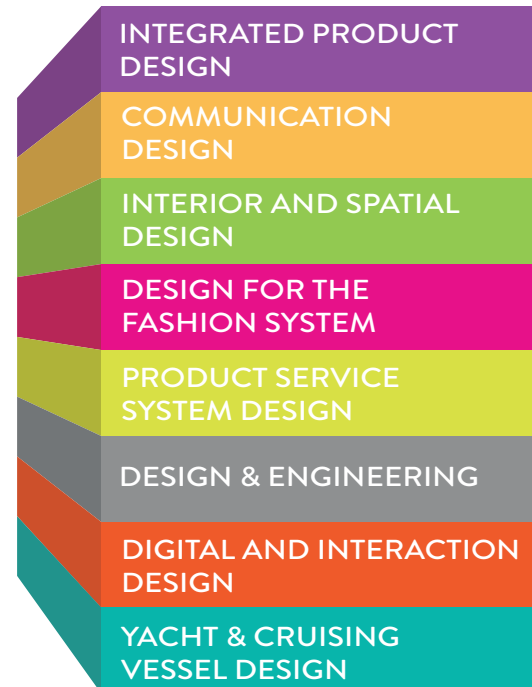 INTEGRATED PRODUCT
DESIGN
COMMUNICATION
DESIGN
INTERIOR AND SPATIAL
DESIGN
DESIGN FOR THE
FASHION SYSTEM
PRODUCT SERVICE
SYSTEM DESIGN
DESIGN & ENGINEERING
DIGITAL AND INTERACTION
DESIGN
YACHT & CRUISING
VESSEL DESIGN